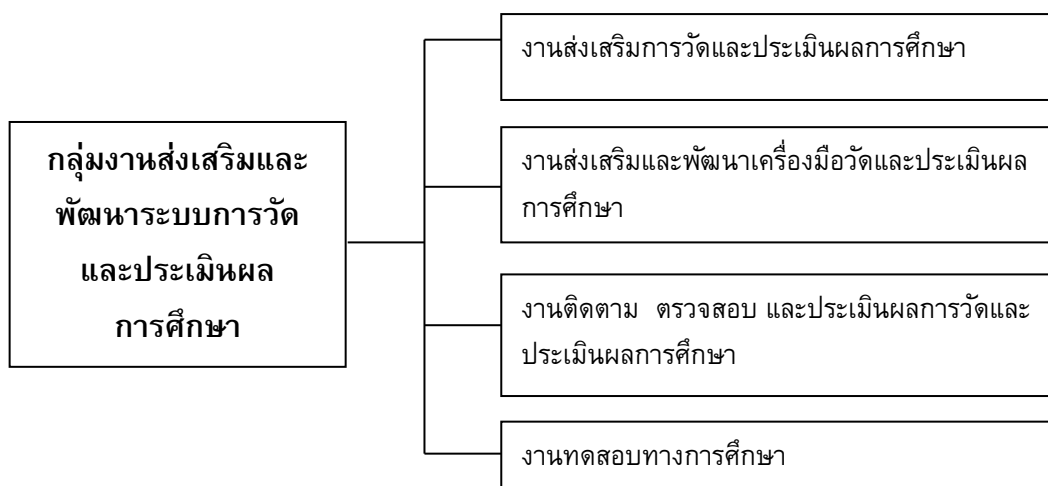 กลุ่มงานส่งเสริมและ
พัฒนาระบบการวัด
และประเมินผล
การศึกษา
งานส่งเสริมการวัดและประเมินผลการศึกษา
งานส่งเสริมและพัฒนาเครื่องมือวัดและประเมินผล
การศึกษา
งานติดตาม ตรวจสอบ และประเมินผลการวัดและ
ประเมินผลการศึกษา
งานทดสอบทางการศึกษา